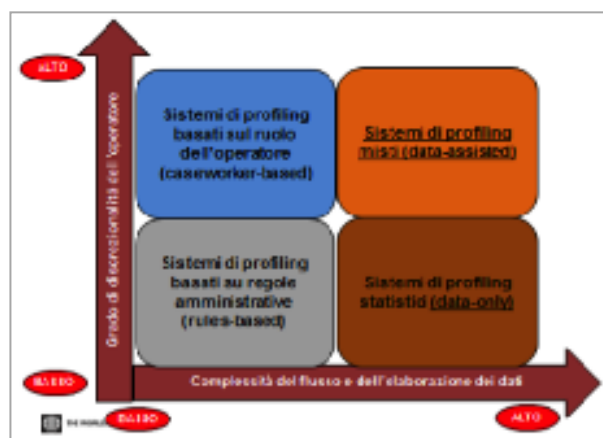 ALTO
Grado di discrezionalità dell'operatore
Sistemi di profiling
basati sul ruolo
dell'operatore
(caseworker-based)
Sistemi di profiling
misti (data-assisted)
Sistemi di profiling
basati su regole
amministrative
(rules-based)
Sistemi di profiling
statistici (data-only)
BASSO
Complessità del flusso e dell'elaborazione dei dati
THE WORLD
BASSO
ALTO